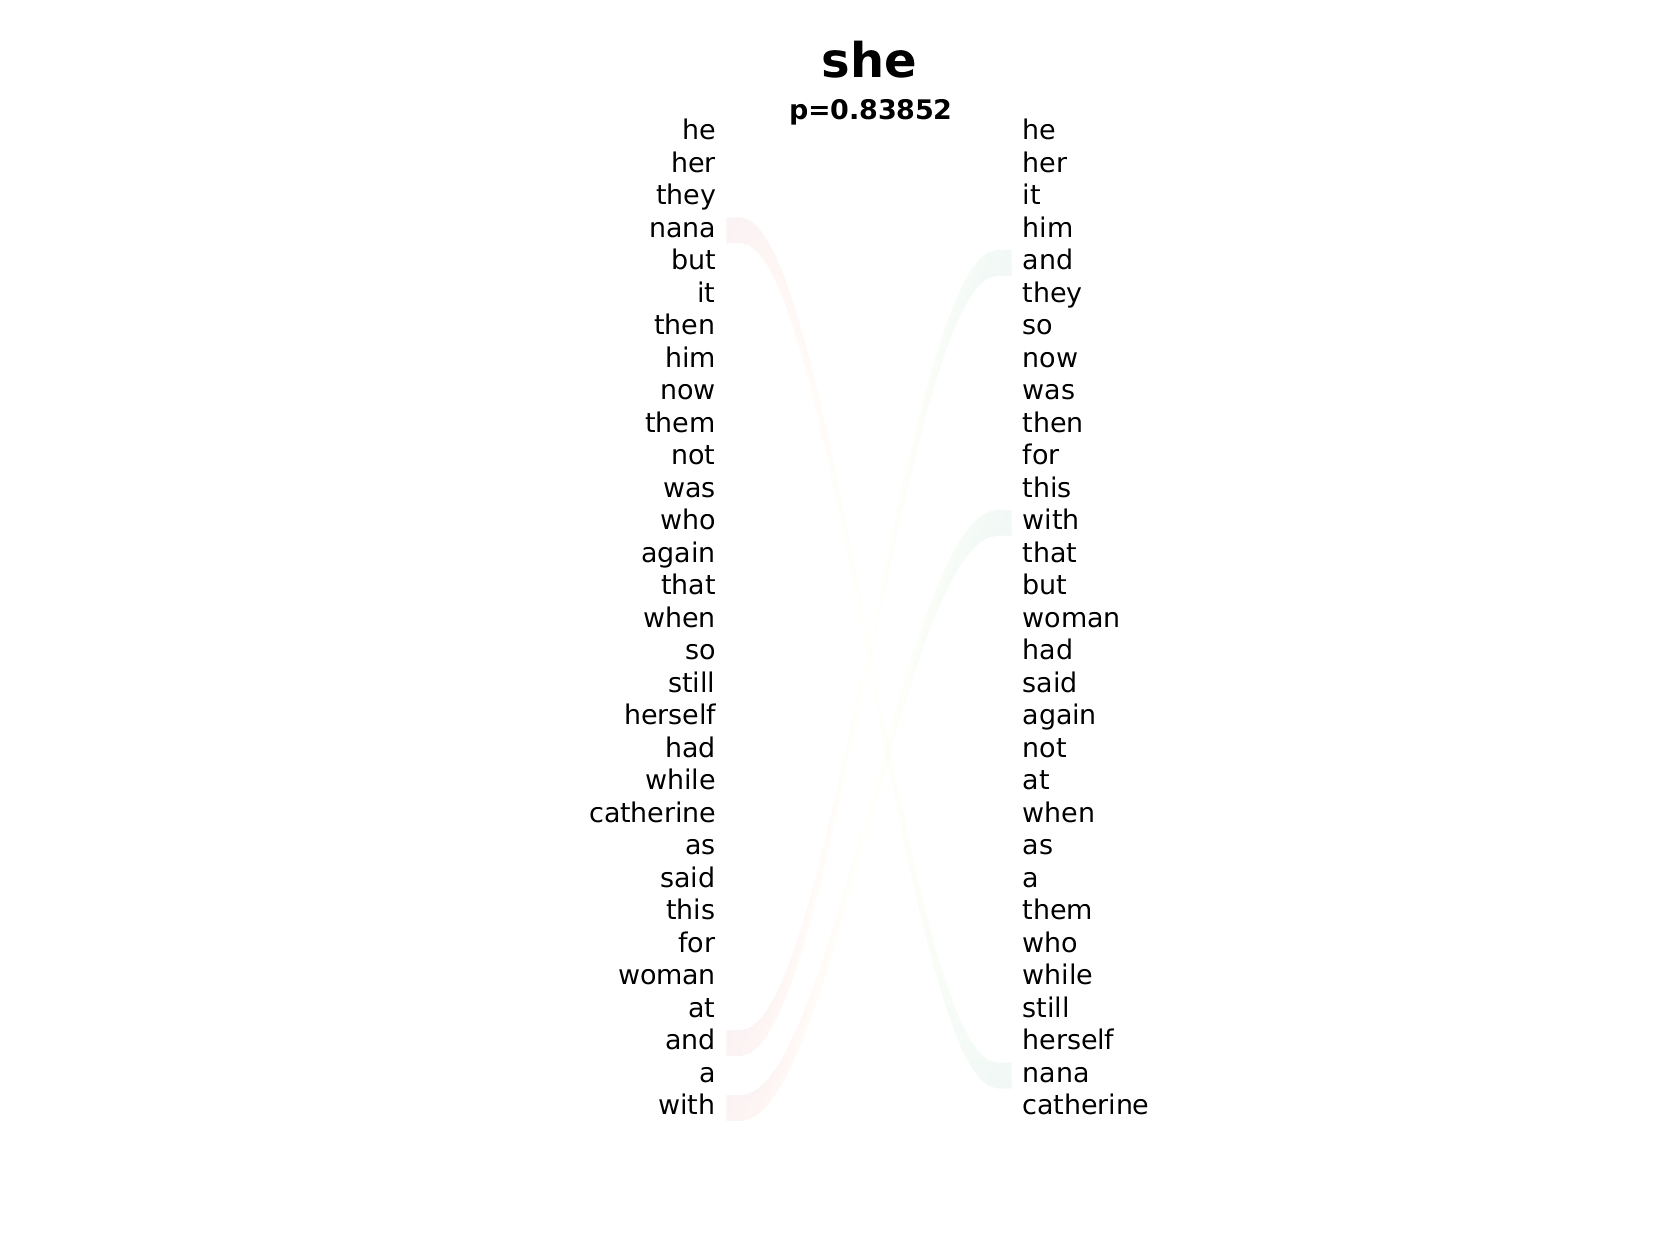 she
p=0.83852
he he
her her
they it
nana him
but and
it they
then so
him now
now was
them then
not for
was this
who with
again that
that but
when woman
so had
still said
herself again
had not
while at
catherine when
as as
said a
this them
for who
woman while
at still
and herself
a nana
with catherine